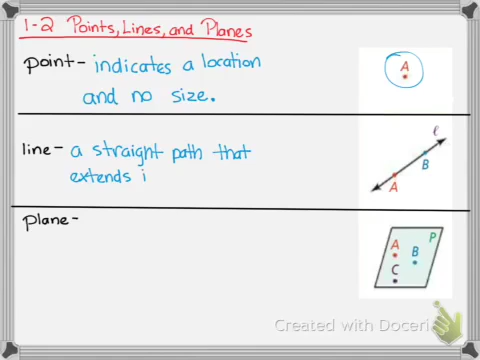 1-2 Points, Lines, and Planes
point- indicates a location
and no size.
A
line- a straight path that
extends i
l
B
A
plane-
P
A
B
C
Created with Doceri